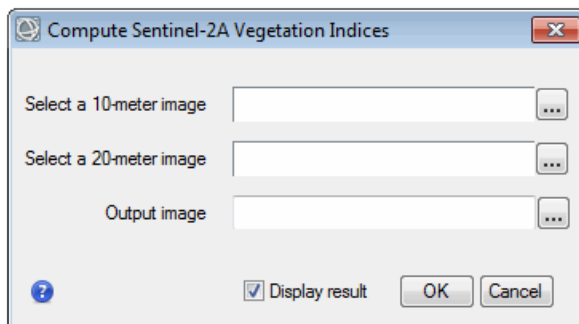 Compute Sentinel-2A Vegetation Indices
Select a 10-meter image ...
Select a 20-meter image ...
Output image ...
? Display result OK Cancel